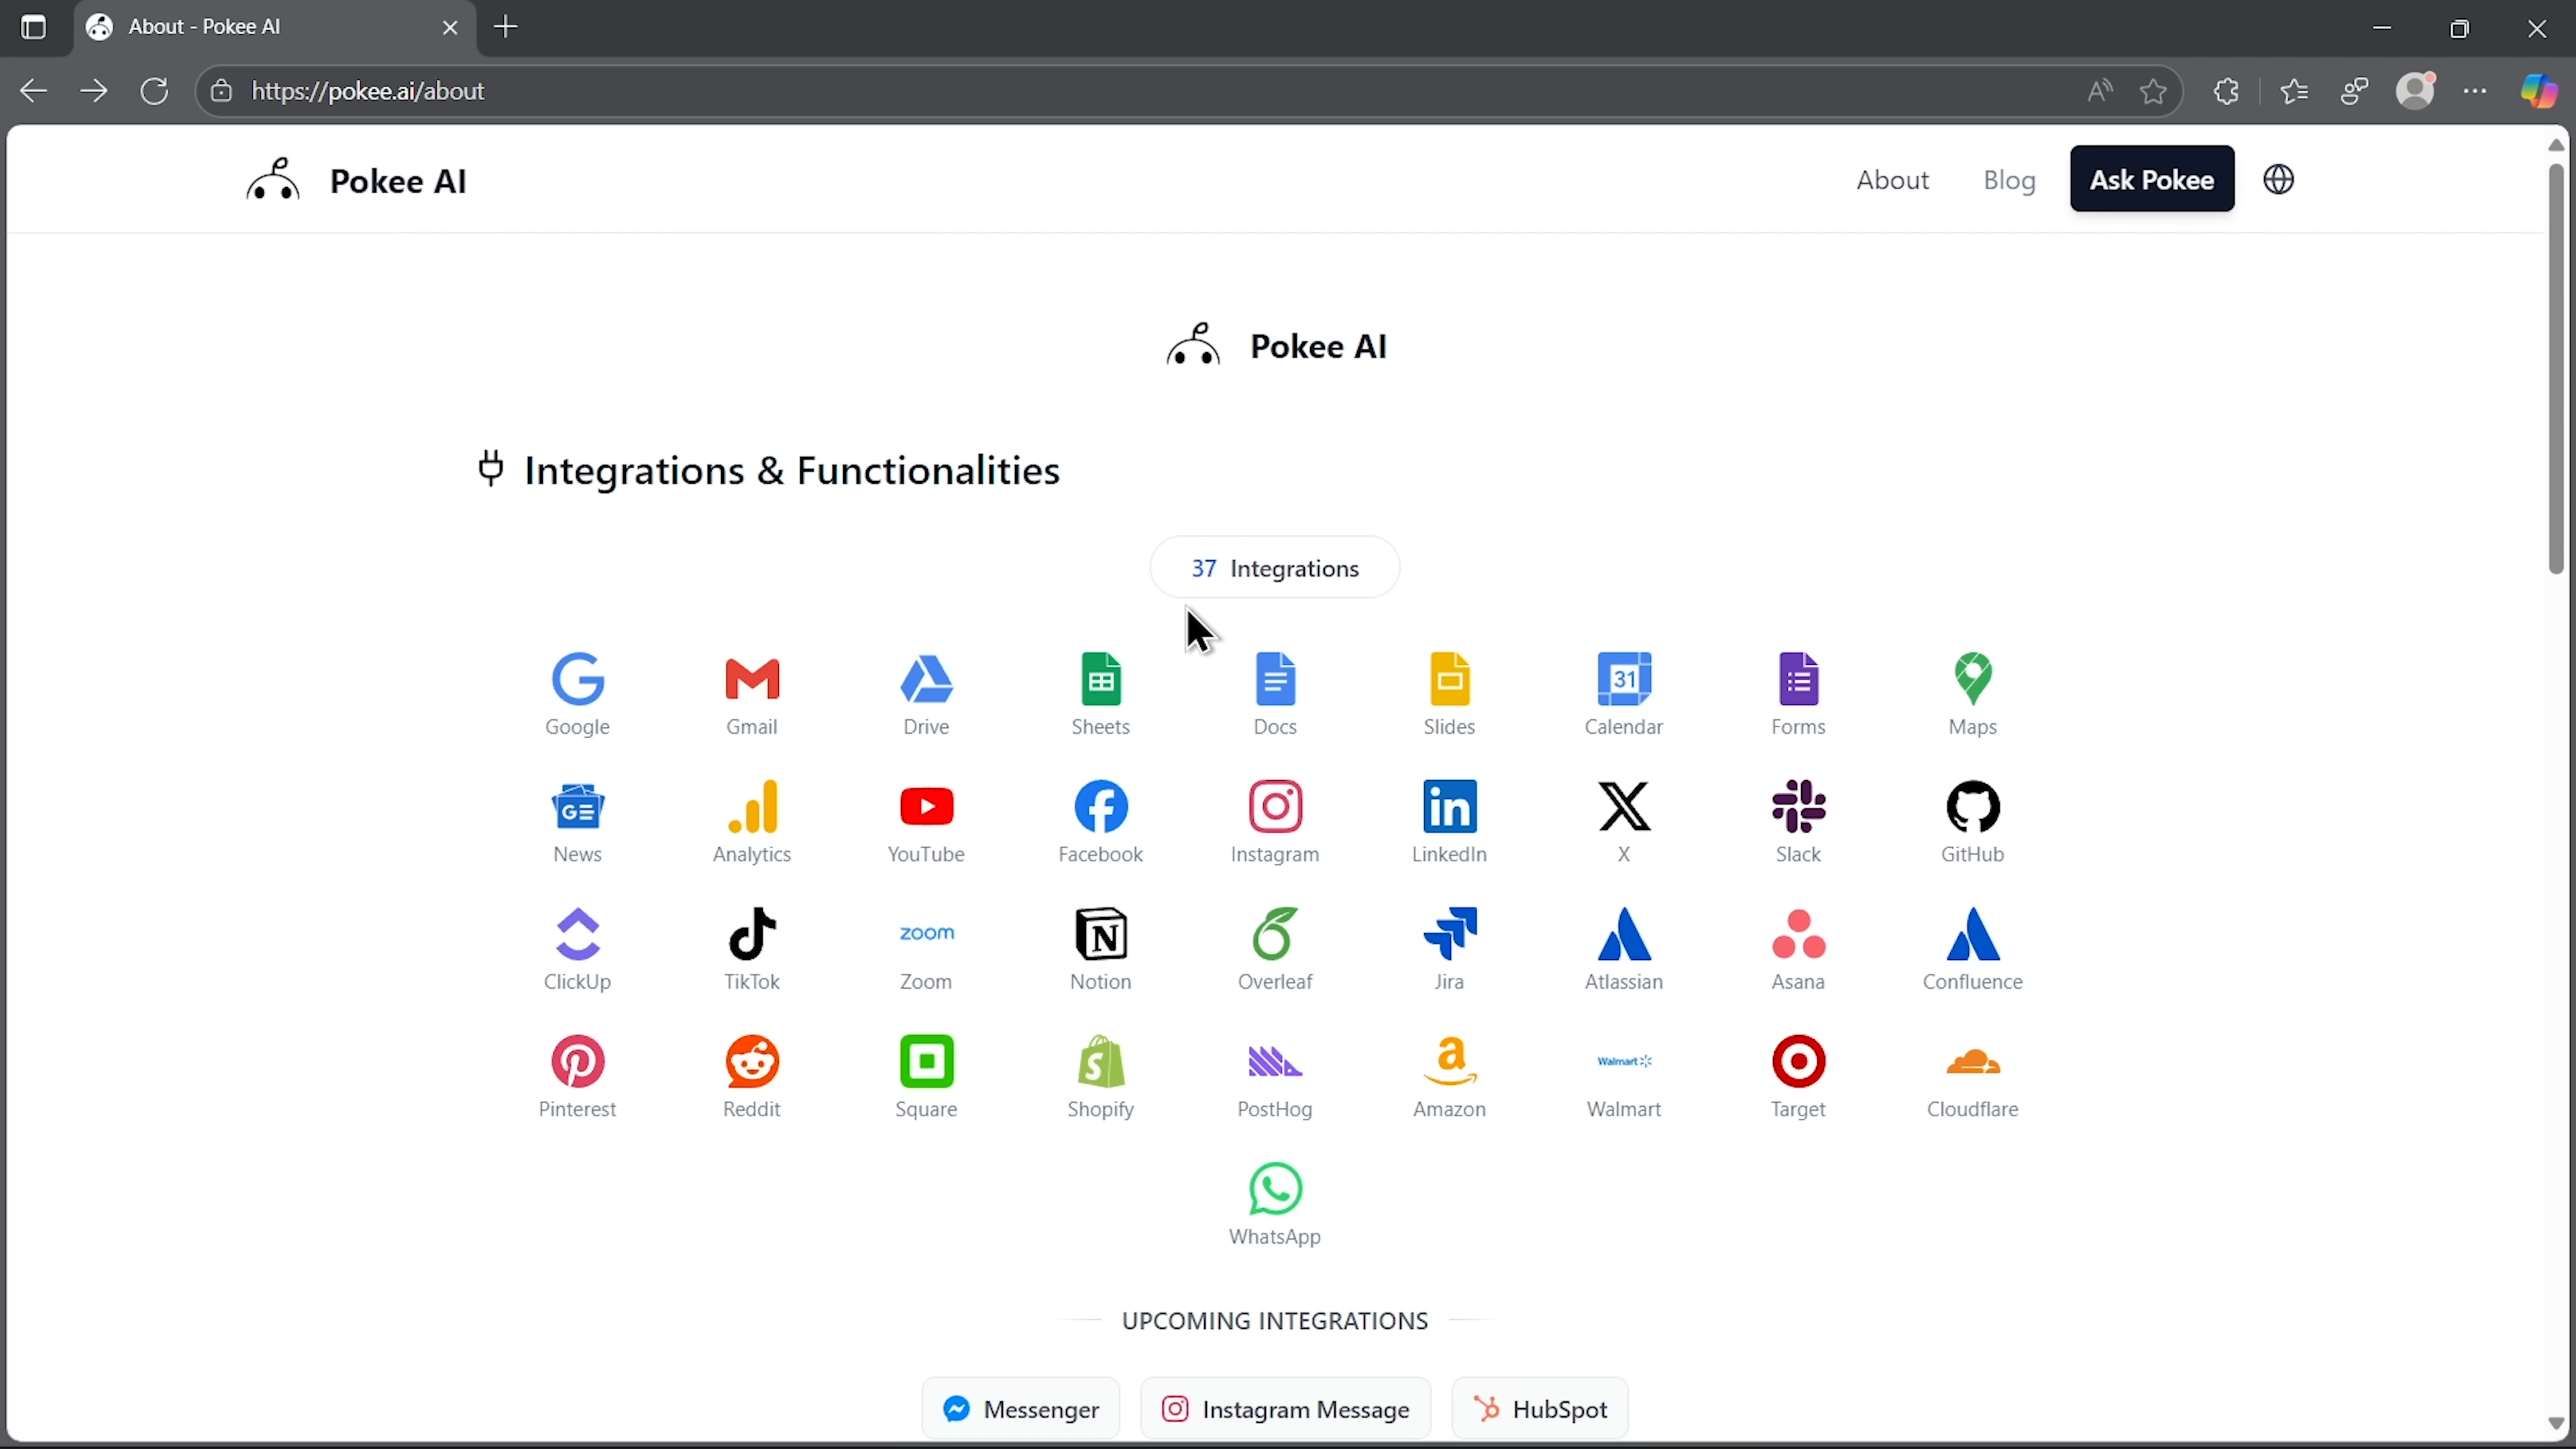 About - Pokee AI
https://pokee.ai/about
Pokee AI
About
Blog
Ask Pokee
Pokee AI
Integrations & Functionalities
37 Integrations
Google
Gmail
Drive
Sheets
Docs
Slides
31
Calendar
Forms
Maps
News
Analytics
YouTube
Facebook
Instagram
LinkedIn
X
Slack
GitHub
ClickUp
TikTok
zoom
Zoom
Notion
Overleaf
Jira
Atlassian
Asana
Confluence
Pinterest
Reddit
Square
Shopify
PostHog
Amazon
Walmart
Walmart
Target
Cloudflare
WhatsApp
UPCOMING INTEGRATIONS
Messenger
Instagram Message
HubSpot